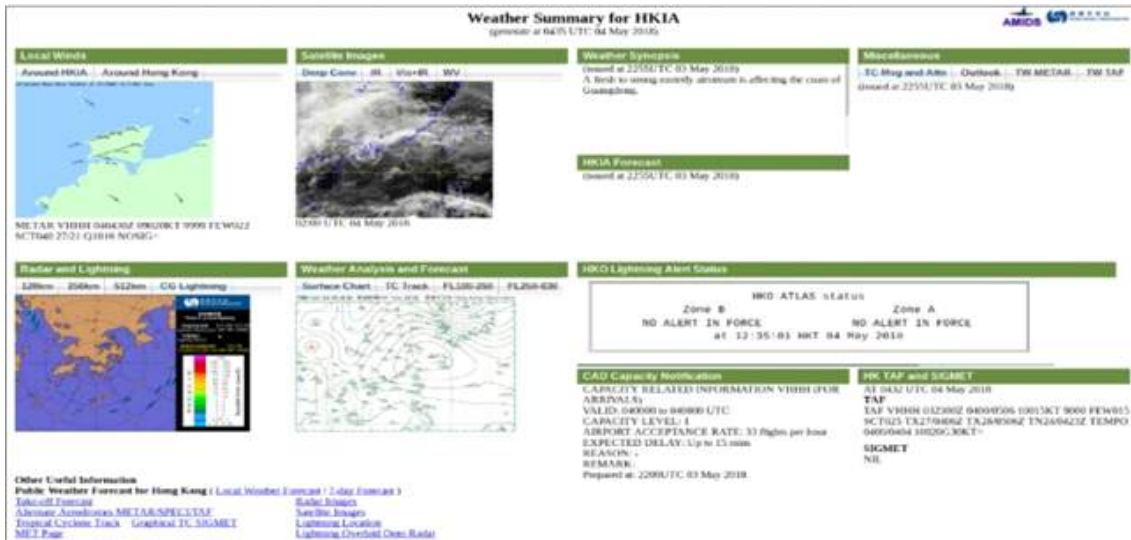 Weather Summary for HKIA
(generate at 0435 UTC 04 May 2018)
AMIDS
Local Winds
Around HKIA Around Hong Kong
METAR VHHH 040430Z 09020KT 9999 FEW022
SCT040 27/21 Q1016 NOSIG=
Satellite Images
Deep Conv IR Vis+IR WV
02:00 UTC 04 May 2018
Weather Synopsis
(issued at 2255UTC 03 May 2018)
A fresh to strong easterly airstream is affecting the coast of
Guangdong.
HKIA Forecast
(issued at 2255UTC 03 May 2018)
Miscellaneous
TC Msg and Attn Outlook TW METAR TW TAF
(issued at 2255UTC 03 May 2018)
Radar and Lightning
128km 256km 512km CG Lightning
Weather Analysis and Forecast
Surface Chart TC Track FL100-250 FL250-630
HKO Lightning Alert Status
HKO ATLAS status
Zone B Zone A
NO ALERT IN FORCE NO ALERT IN FORCE
at 12:35:01 HKT 04 May 2018
CAD Capacity Notification
CAPACITY RELATED INFORMATION VHHH (FOR
ARRIVALS)
VALID: 040000 to 040800 UTC
CAPACITY LEVEL: 1
AIRPORT ACCEPTANCE RATE: 33 flights per hour
EXPECTED DELAY: Up to 15 mins
REASON: -
REMARK:
Prepared at: 2200UTC 03 May 2018
HK TAF and SIGMET
AT 0432 UTC 04 May 2018
TAF
TAF VHHH 032300Z 0400/0506 10015KT 9000 FEW015
SCT025 TX27/0406Z TX28/0506Z TN24/0423Z TEMPO
0400/0404 10020G30KT=
SIGMET
NIL
Other Useful Information
Public Weather Forecast for Hong Kong ( Local Weather Forecast / 7-day Forecast )
Take-off Forecast
Alternate Aerodromes METAR/SPECI/TAF
Tropical Cyclone Track Graphical TC SIGMET
MET Page
Radar Images
Satellite Images
Lightning Location
Lightning Overlaid Onto Radar